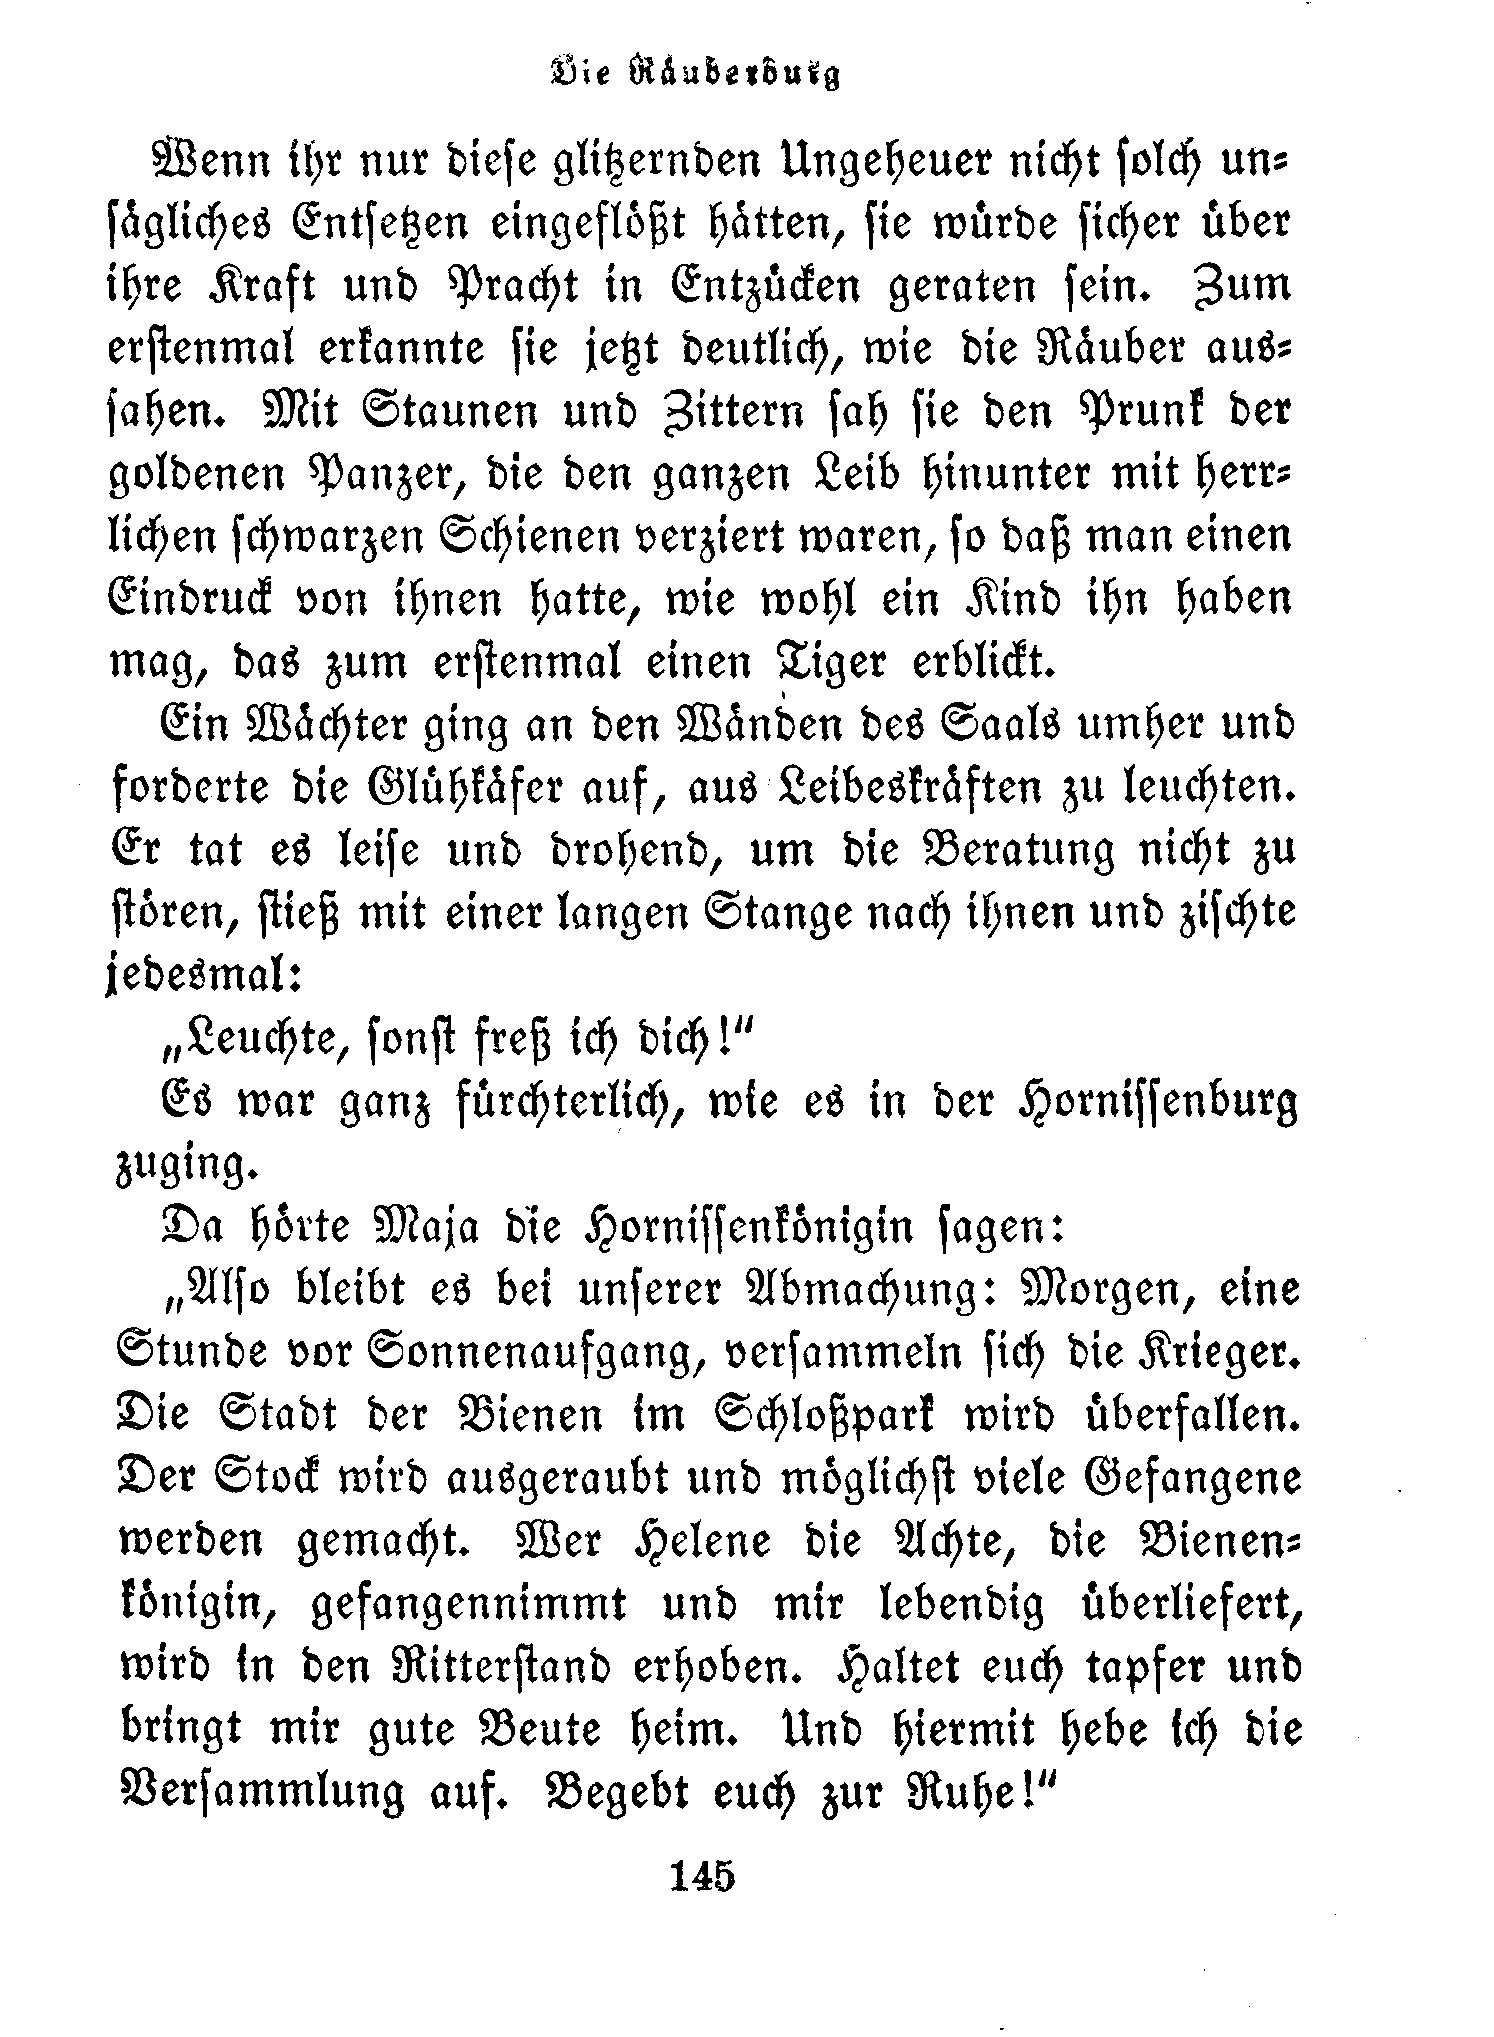 Die Räuberburg
Wenn ihr nur diese glitzernden Ungeheuer nicht solch un-
sägliches Entsetzen eingeflößt hätten, sie würde sicher über
ihre Kraft und Pracht in Entzücken geraten sein. Zum
erstenmal erkannte sie jetzt deutlich, wie die Räuber aus-
sahen. Mit Staunen und Zittern sah sie den Prunk der
goldenen Panzer, die den ganzen Leib hinunter mit herr-
lichen schwarzen Schienen verziert waren, so daß man einen
Eindruck von ihnen hatte, wie wohl ein Kind ihn haben
mag, das zum erstenmal einen Tiger erblickt.
Ein Wächter ging an den Wänden des Saals umher und
forderte die Glühkäfer auf, aus Leibeskräften zu leuchten.
Er tat es leise und drohend, um die Beratung nicht zu
stören, stieß mit einer langen Stange nach ihnen und zischte
jedesmal:
„Leuchte, sonst freß ich dich!“
Es war ganz fürchterlich, wie es in der Hornissenburg
zuging.
Da hörte Maja die Hornissenkönigin sagen:
„Also bleibt es bei unserer Abmachung: Morgen, eine
Stunde vor Sonnenaufgang, versammeln sich die Krieger.
Die Stadt der Bienen im Schloßpark wird überfallen.
Der Stock wird ausgeraubt und möglichst viele Gefangene
werden gemacht. Wer Helene die Achte, die Bienen-
königin, gefangennimmt und mir lebendig überliefert,
wird in den Ritterstand erhoben. Haltet euch tapfer und
bringt mir gute Beute heim. Und hiermit hebe ich die
Versammlung auf. Begebt euch zur Ruhe!“
145